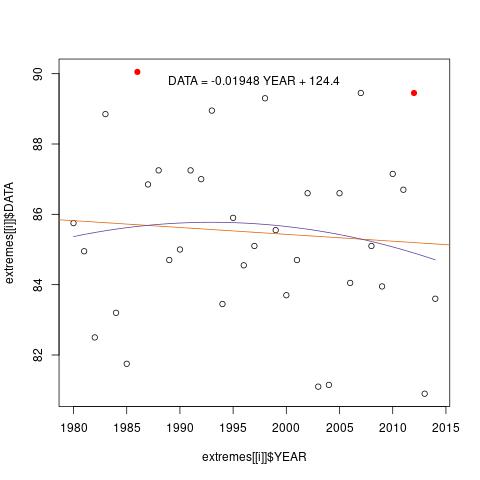 DATA = -0.01948 YEAR + 124.4
90
88
86
84
82
extremes[[i]]$DATA
1980 1985 1990 1995 2000 2005 2010 2015
extremes[[i]]$YEAR